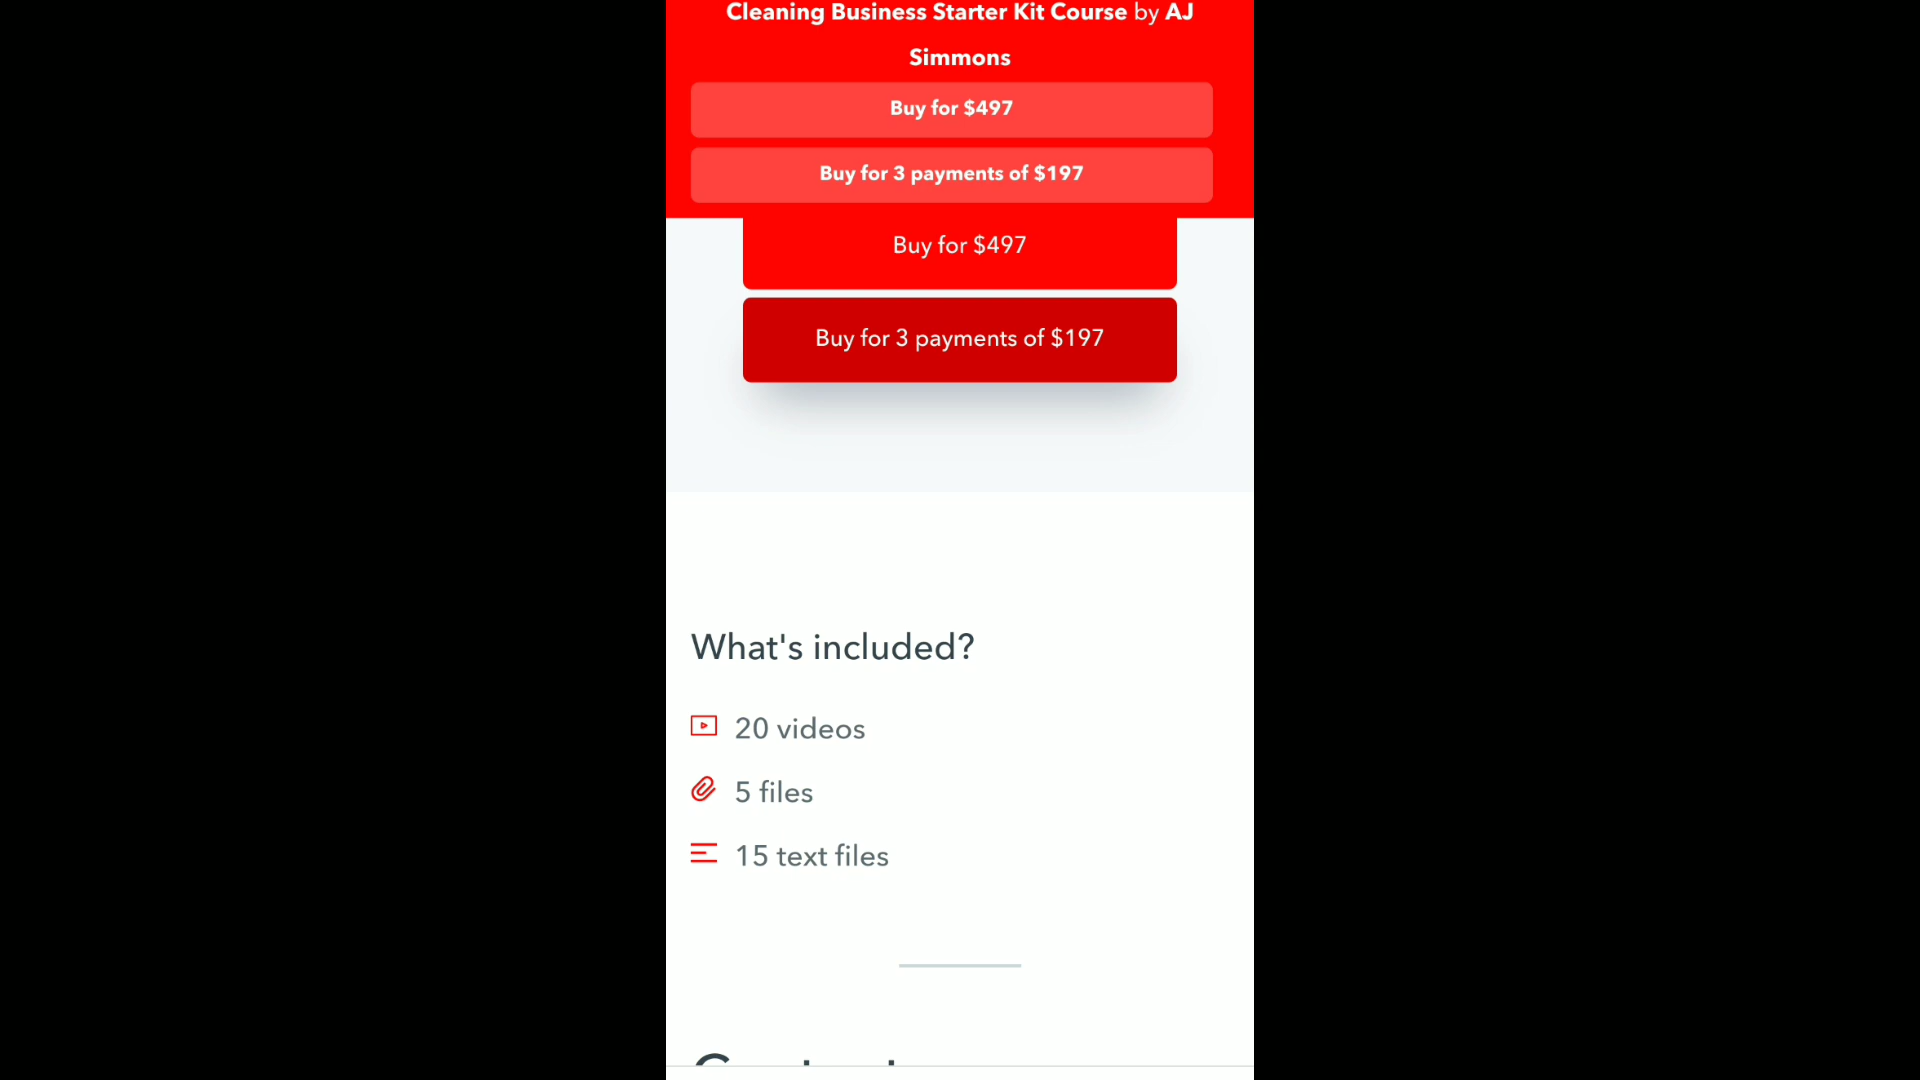 Cleaning Business Starter Kit Course by AJ
Simmons
Buy for $497
Buy for 3 payments of $197
Buy for $497
Buy for 3 payments of $197
What's included?
20 videos
5 files
15 text files